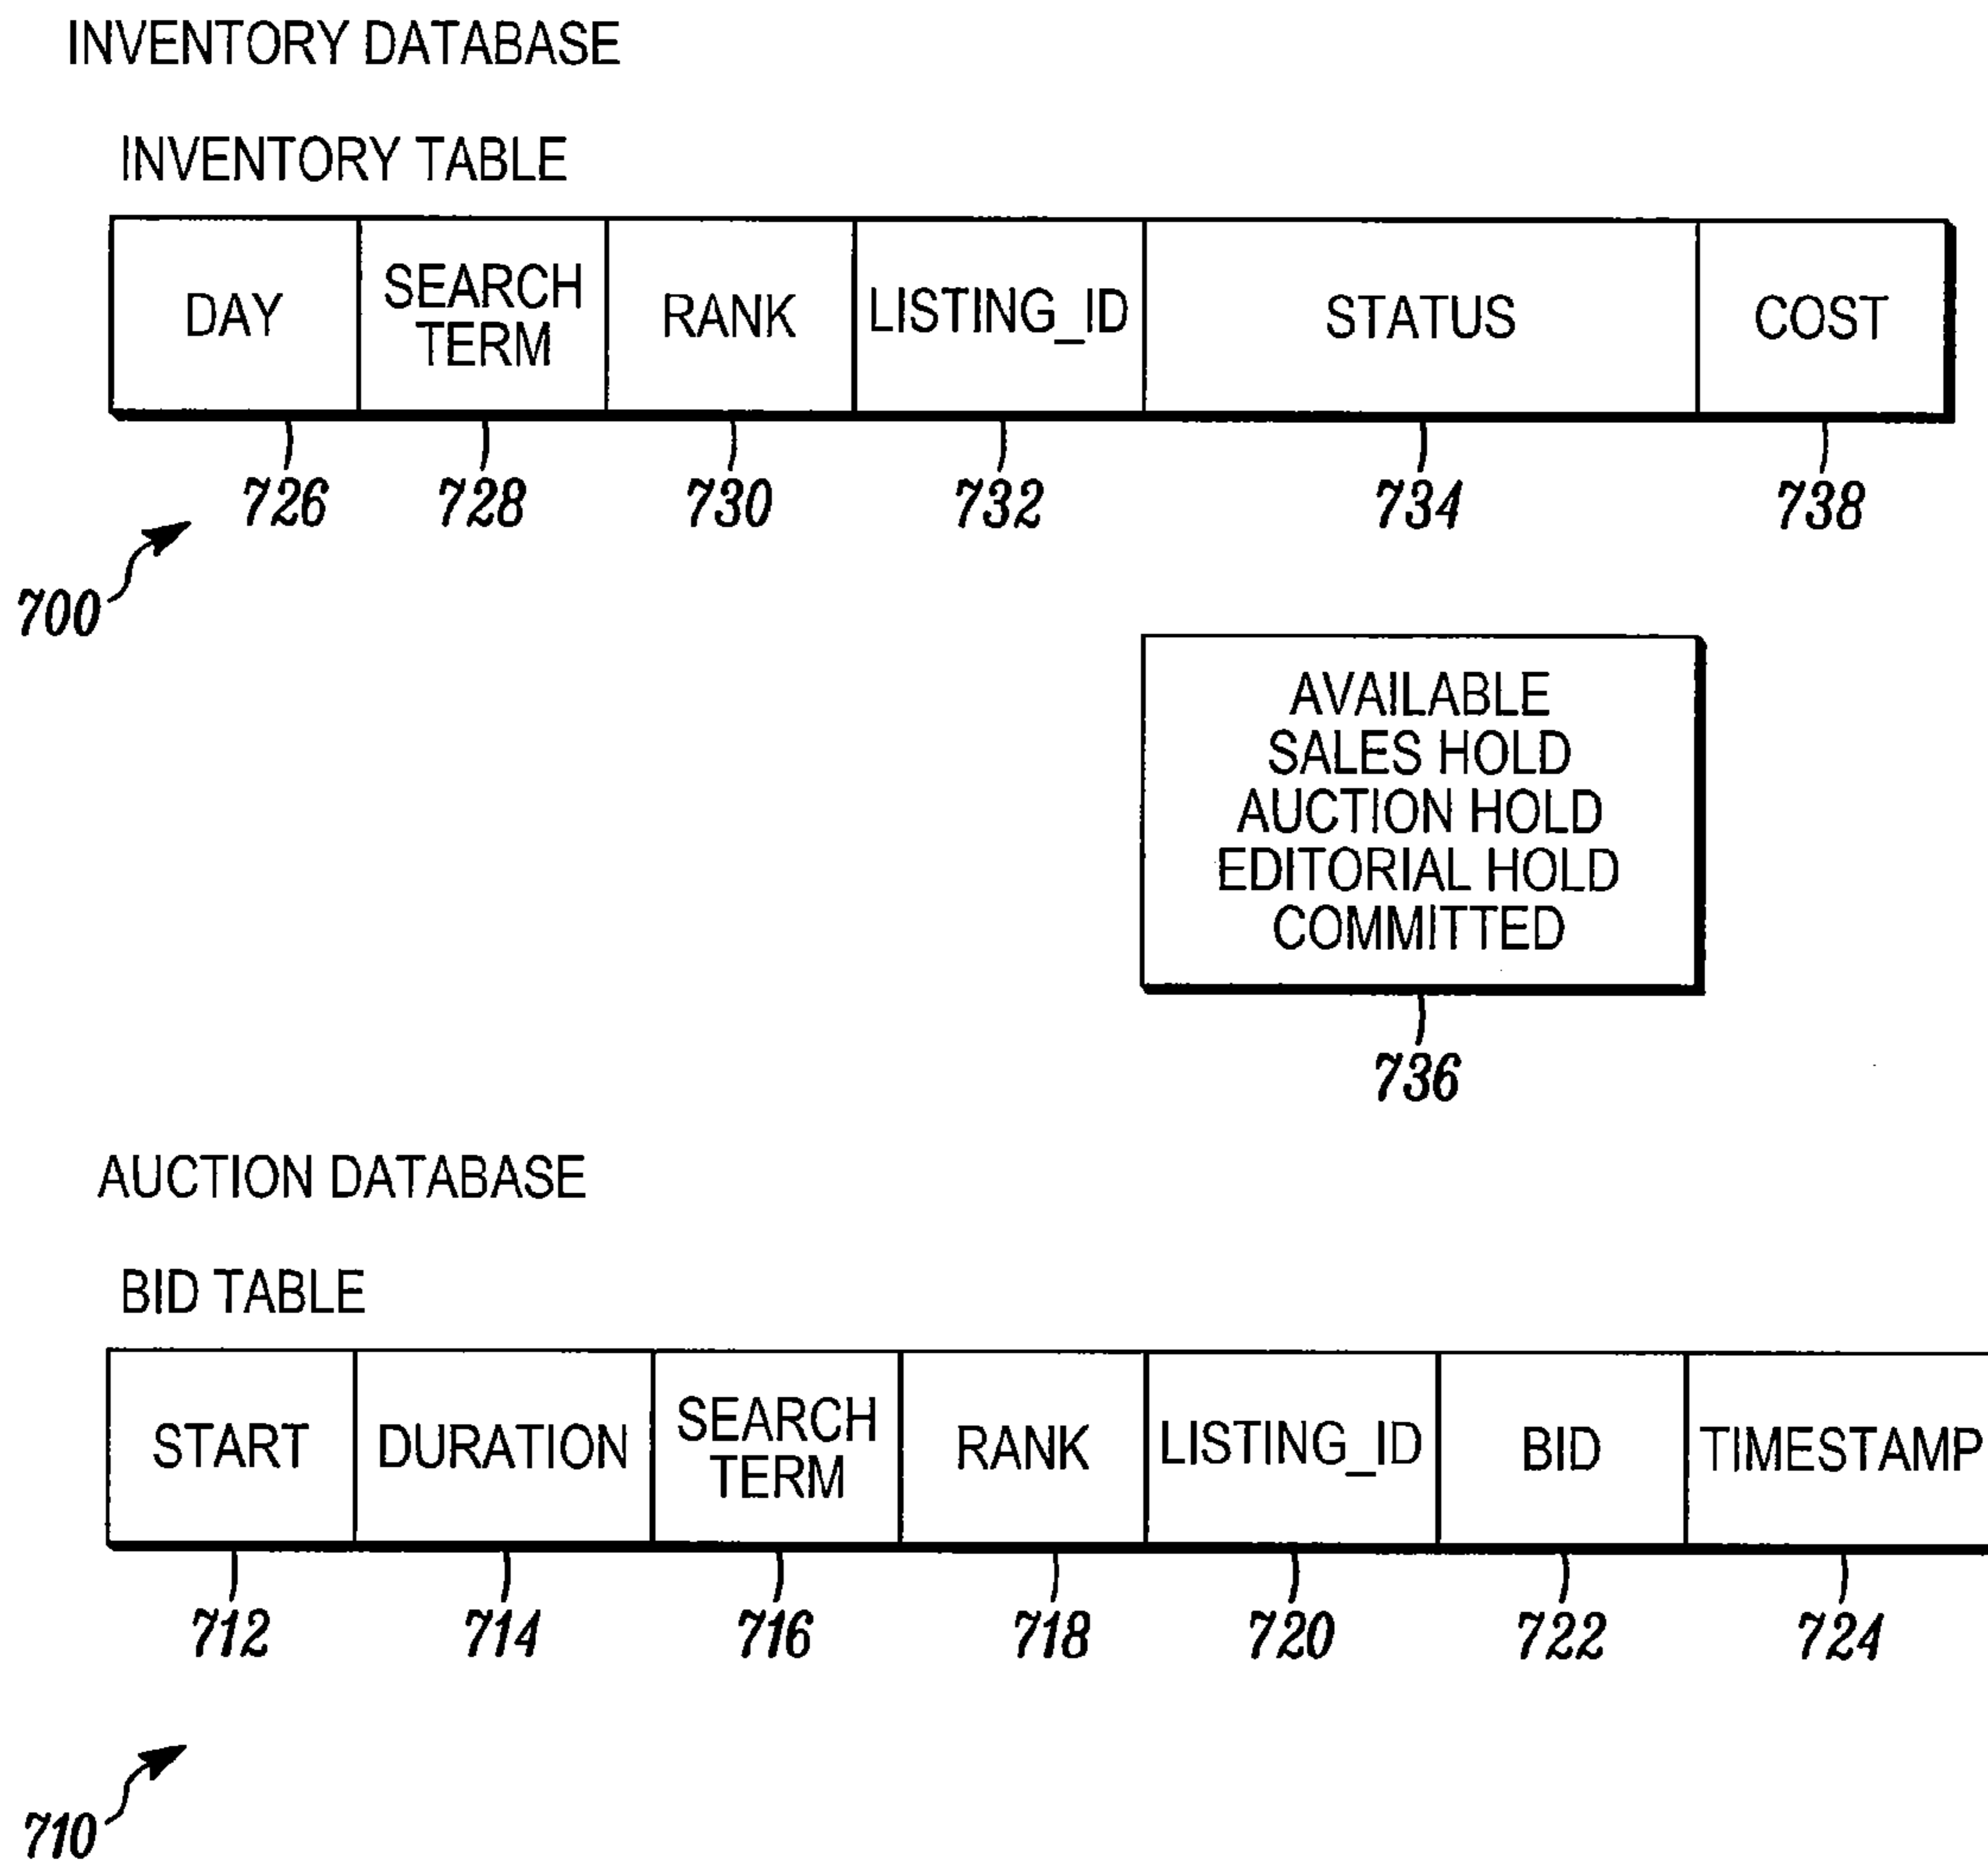 INVENTORY DATABASE
INVENTORY TABLE
DAY
SEARCH
TERM
RANK
LISTING_ID
STATUS
COST
726
728
730
732
734
738
700
AVAILABLE
SALES HOLD
AUCTION HOLD
EDITORIAL HOLD
COMMITTED
736
AUCTION DATABASE
BID TABLE
START
DURATION
SEARCH
TERM
RANK
LISTING_ID
BID
TIMESTAMP
712
714
716
718
720
722
724
710